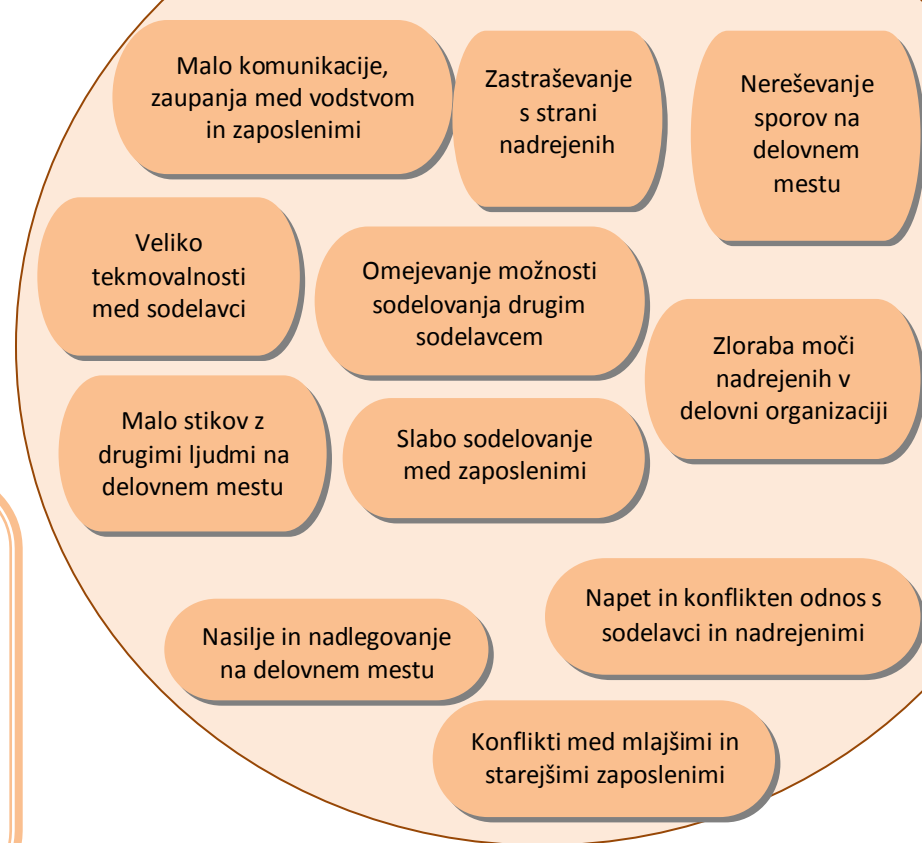 Malo komunikacije,
zaupanja med vodstvom
in zaposlenimi
Zastraševanje
s strani
nadrejenih
Nereševanje
sporov na
delovnem
mestu
Veliko
tekmovalnosti
med sodelavci
Omejevanje možnosti
sodelovanja drugim
sodelavcem
Zloraba moči
nadrejenih v
delovni organizaciji
Malo stikov z
drugimi ljudmi na
delovnem mestu
Slabo sodelovanje
med zaposlenimi
Napet in konflikten odnos s
sodelavci in nadrejenimi
Nasilje in nadlegovanje
na delovnem mestu
Konflikti med mlajšimi in
starejšimi zaposlenimi